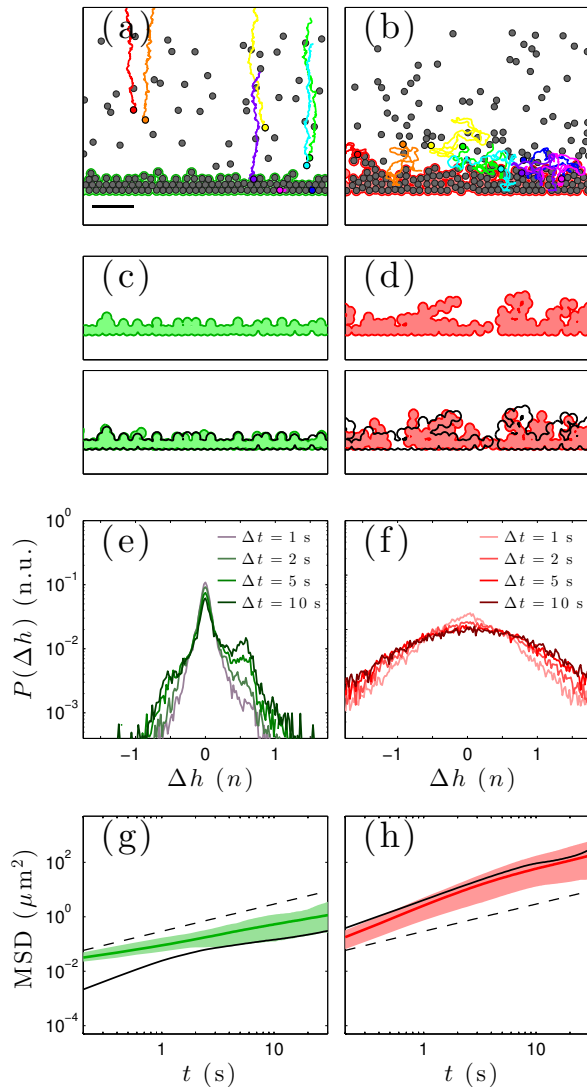 (a) (b)
(c) (d)
(e) (f)
Δt = 1 s
Δt = 2 s
Δt = 5 s
Δt = 10 s
Δt = 1 s
Δt = 2 s
Δt = 5 s
Δt = 10 s
P(Δh) (n.u.)
10^0
10^{-1}
10^{-2}
10^{-3}
−1 0 1
−1 0 1
Δh (n) Δh (n)
(g) (h)
MSD (μm^2)
10^2
10^0
10^{-2}
10^{-4}
1 10
1 10
t (s) t (s)